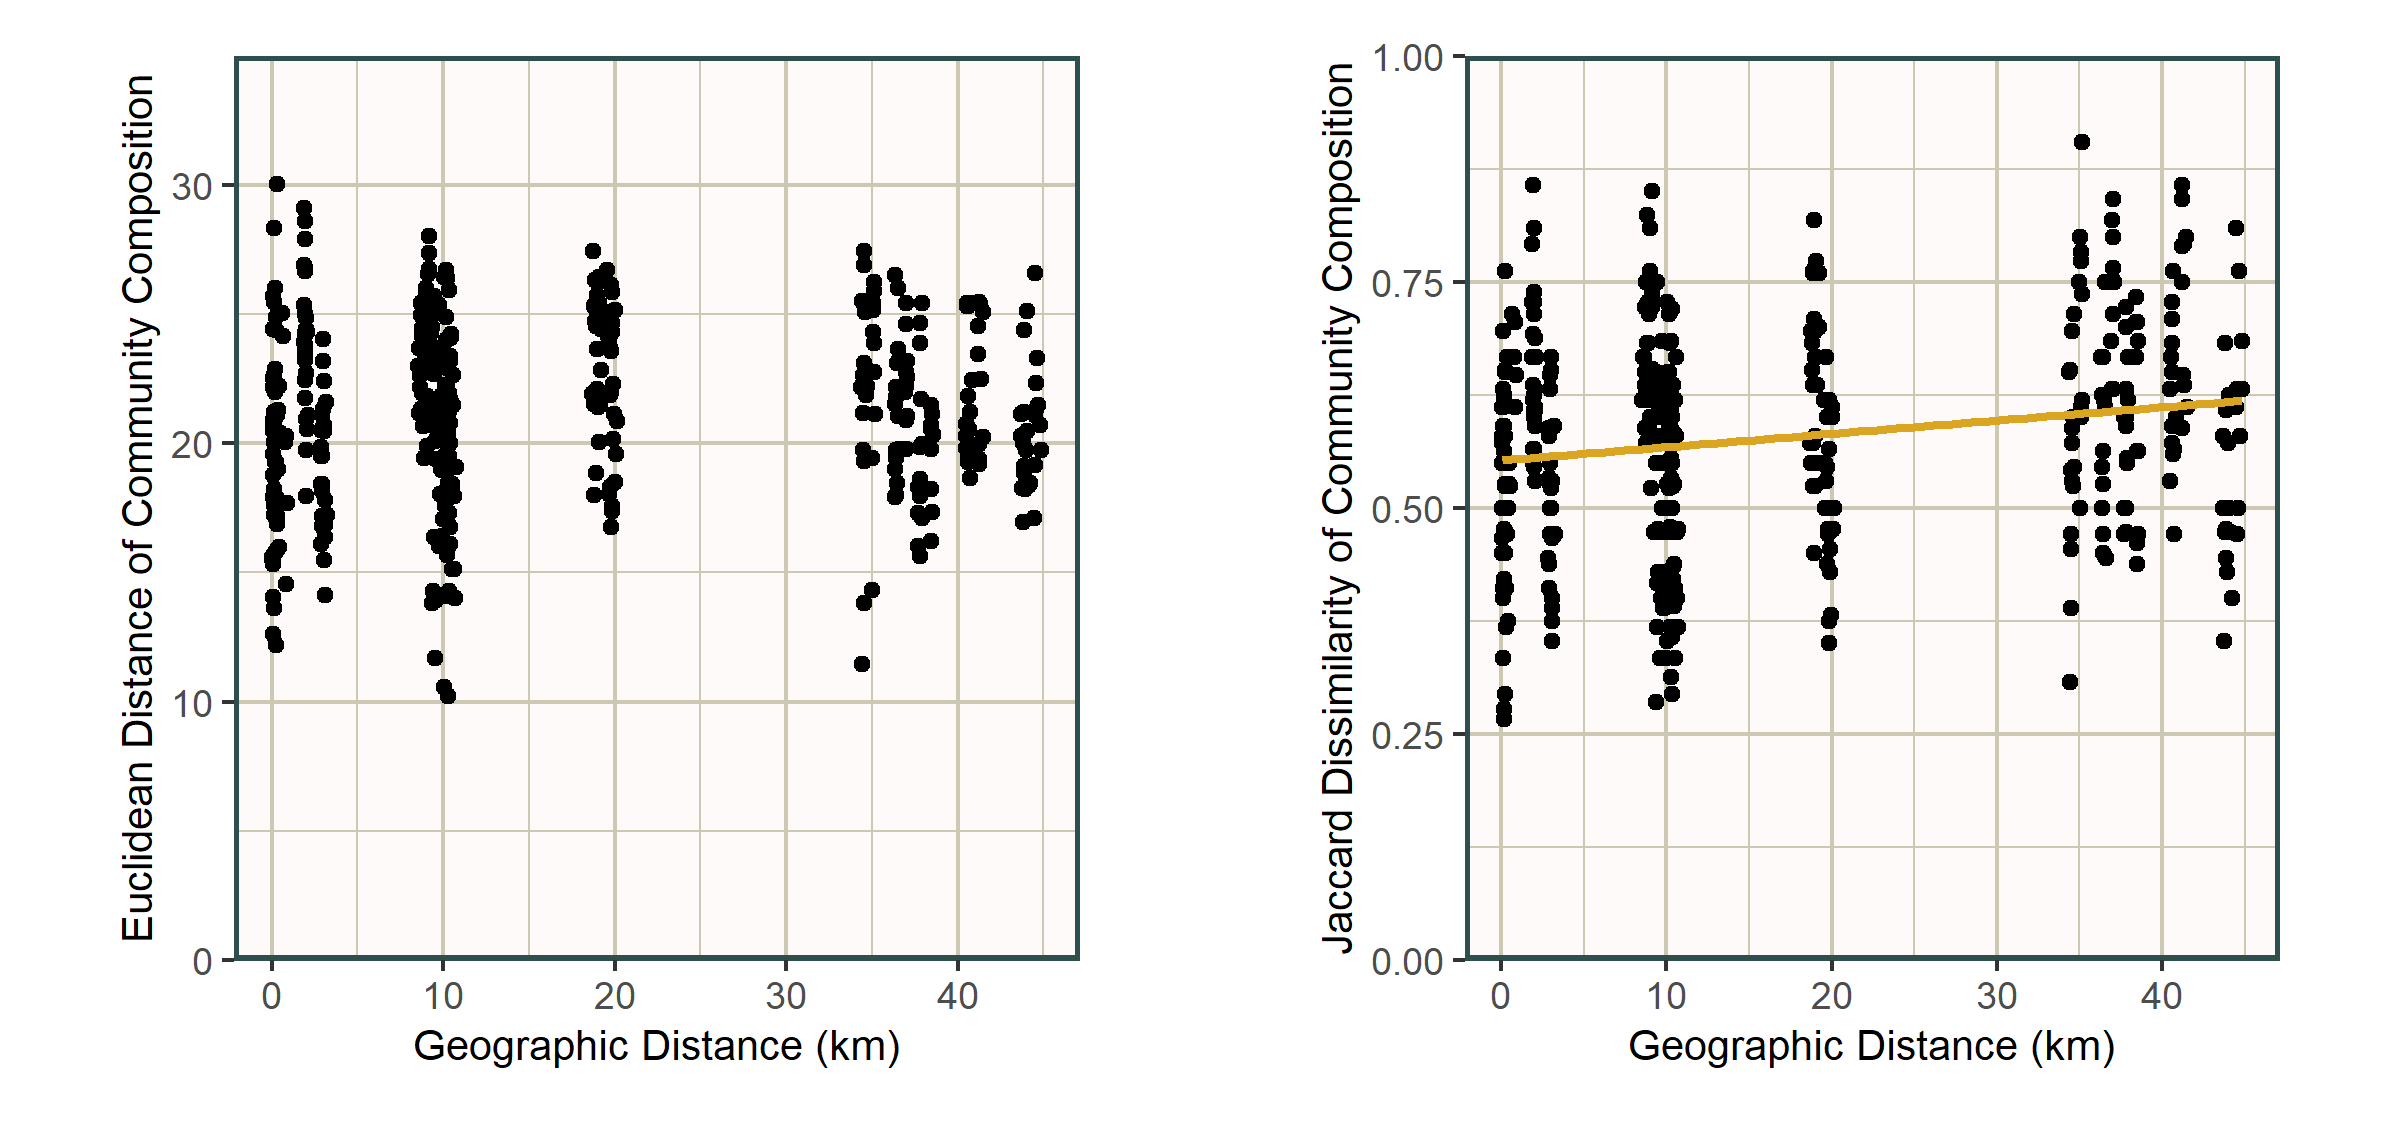 Euclidean Distance of Community Composition
30
20
10
0
0 10 20 30 40
Geographic Distance (km)
Jaccard Dissimilarity of Community Composition
1.00
0.75
0.50
0.25
0.00
0 10 20 30 40
Geographic Distance (km)